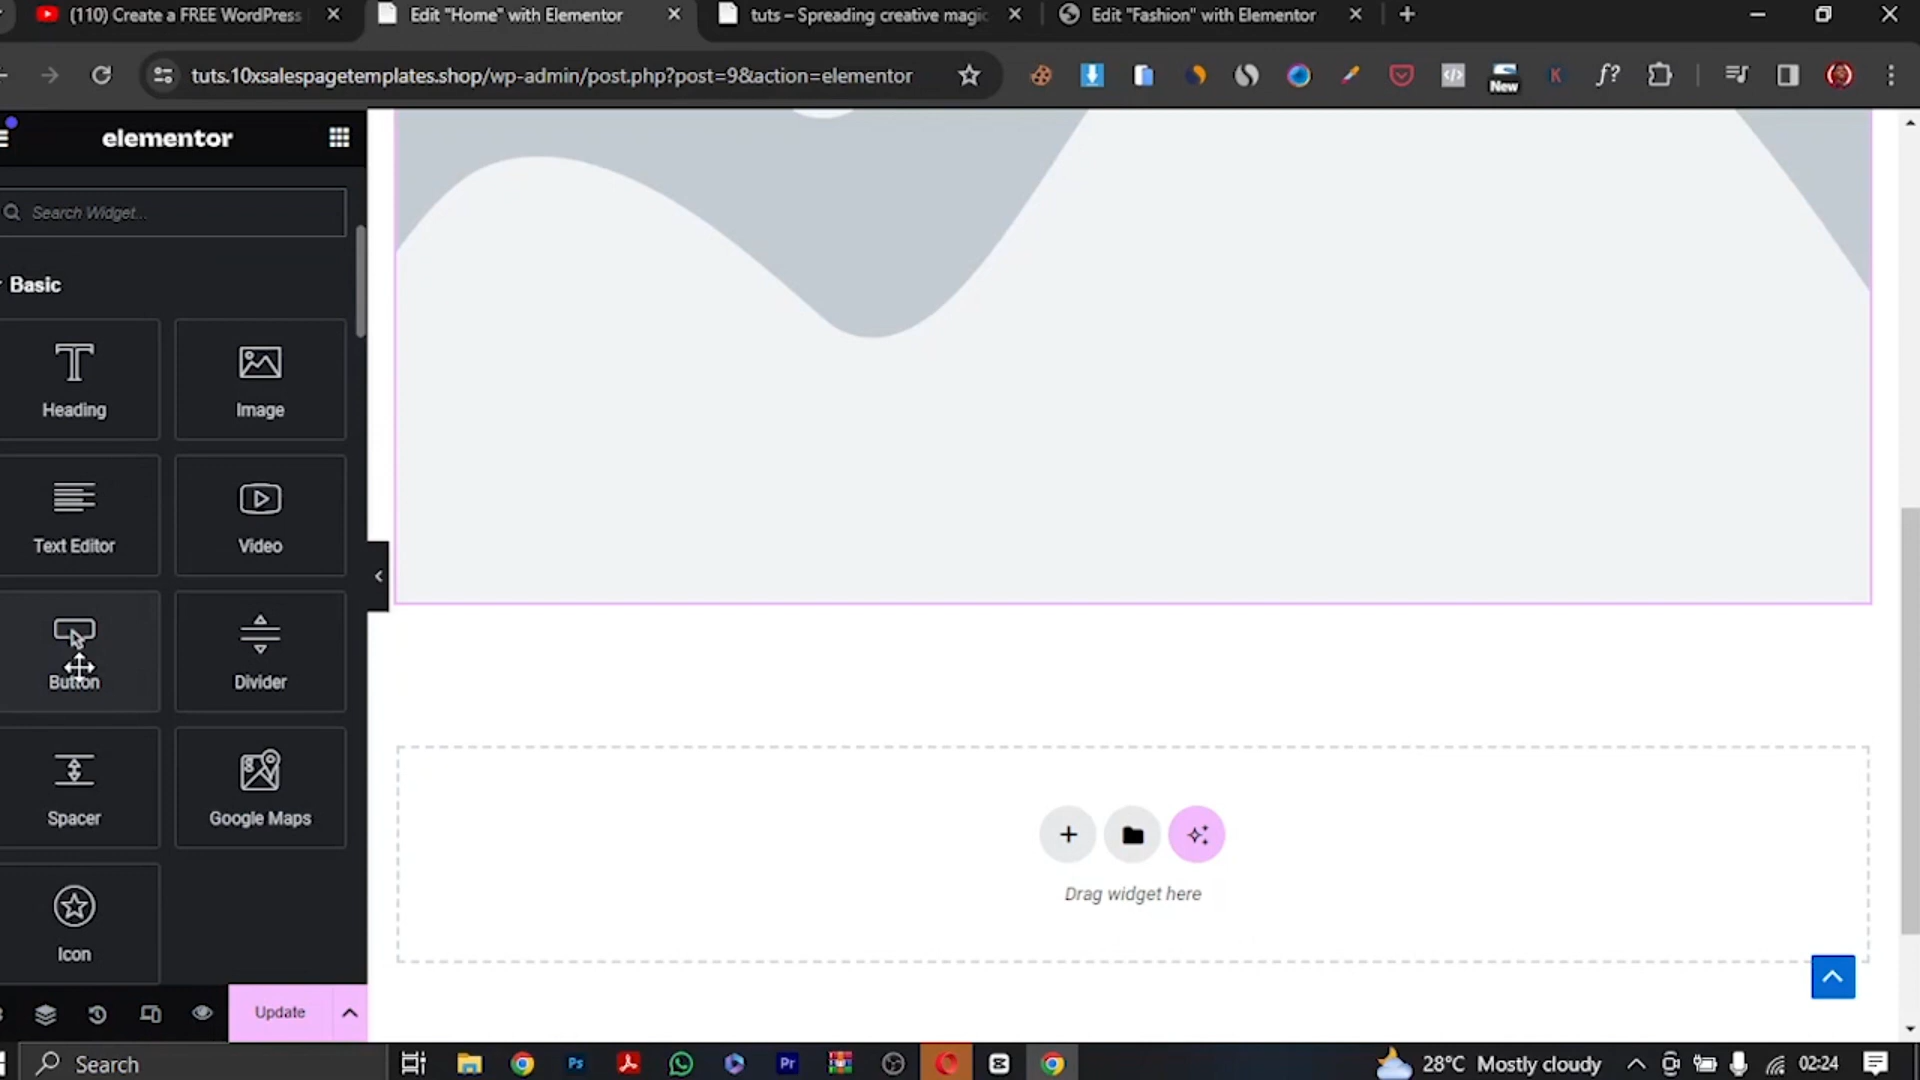 (110) Create a FREE WordPress
Edit "Home" with Elementor
tuts – Spreading creative magic
Edit "Fashion" with Elementor
tuts.10xsalespagetemplates.shop/wp-admin/post.php?post=9&action=elementor
New
K
f?
elementor
Search Widget...
Basic
Heading
Image
Text Editor
Video
Button
Divider
Spacer
Google Maps
Icon
Drag widget here
Update
Search
Ps
Pr
28°C Mostly cloudy
02:24